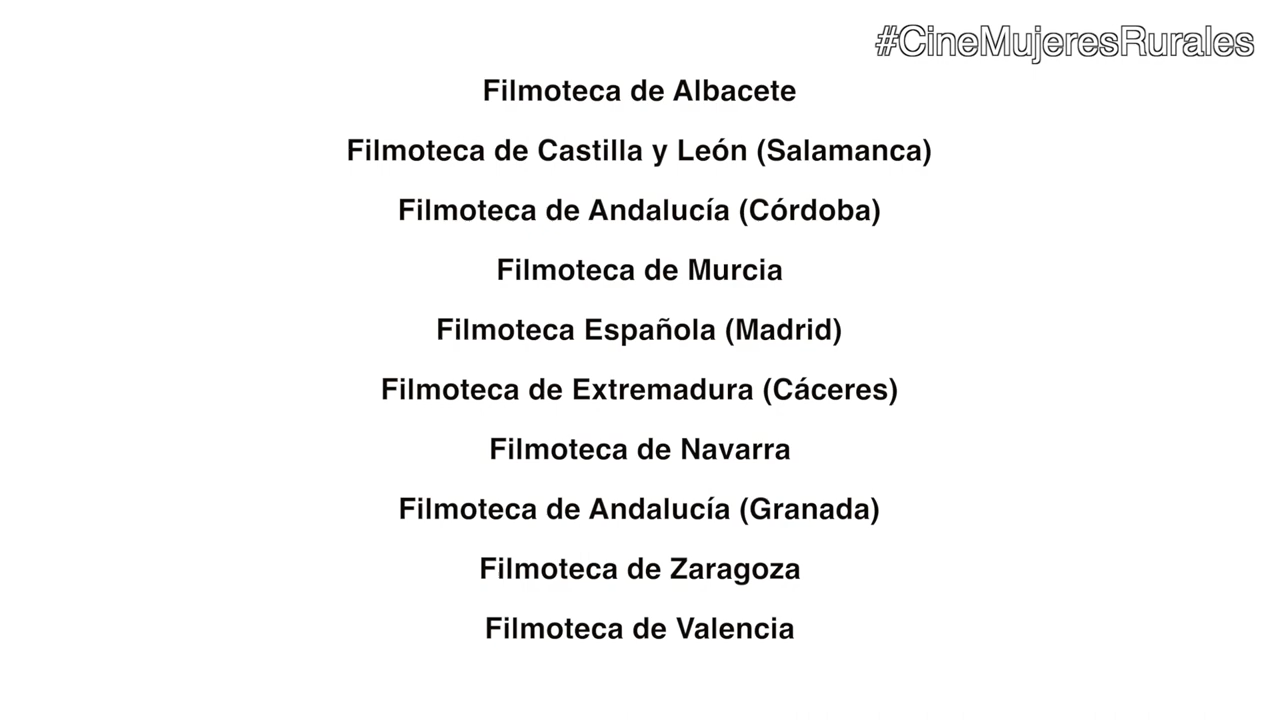 #CineMujeresRurales
Filmoteca de Albacete
Filmoteca de Castilla y León (Salamanca)
Filmoteca de Andalucía (Córdoba)
Filmoteca de Murcia
Filmoteca Española (Madrid)
Filmoteca de Extremadura (Cáceres)
Filmoteca de Navarra
Filmoteca de Andalucía (Granada)
Filmoteca de Zaragoza
Filmoteca de Valencia